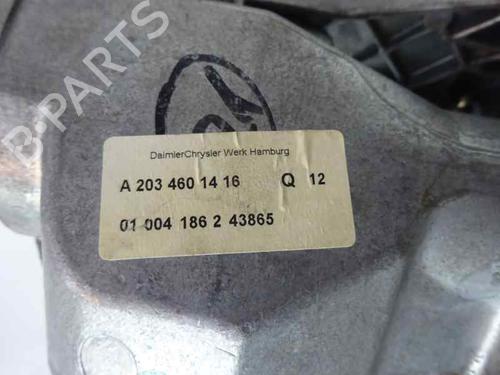 DaimlerChrysler Werk Hamburg
A 203 460 14 16 Q 12
01 004 186 2 43865
B-PARTS